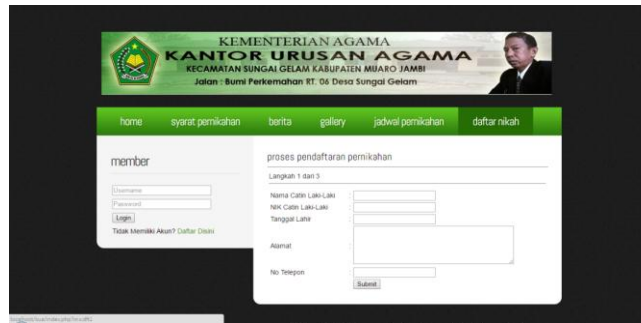 KEMENTERIAN AGAMA
KANTOR URUSAN AGAMA
KECAMATAN SUNGAI GELAM KABUPATEN MUARO JAMBI
Jalan : Bumi Perkemahan RT. 06 Desa Sungai Gelam
home syarat pernikahan berita gallery jadwal pernikahan daftar nikah
member
Username
Password
Login
Tidak Memiliki Akun? Daftar Disini
proses pendaftaran pernikahan
Langkah 1 dari 3
Nama Catin Laki-Laki :
NIK Catin Laki-Laki :
Tanggal Lahir :
Alamat :
No Telepon :
Submit